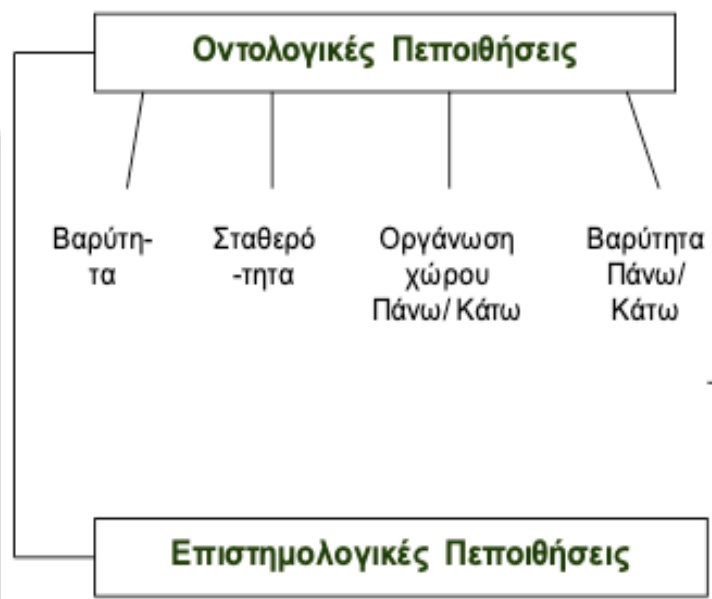 Οντολογικές Πεποιθήσεις
Βαρύτη-
τα
Σταθερό
-τητα
Οργάνωση
χώρου
Πάνω/ Κάτω
Βαρύτητα
Πάνω/
Κάτω
Επιστημολογικές Πεποιθήσεις